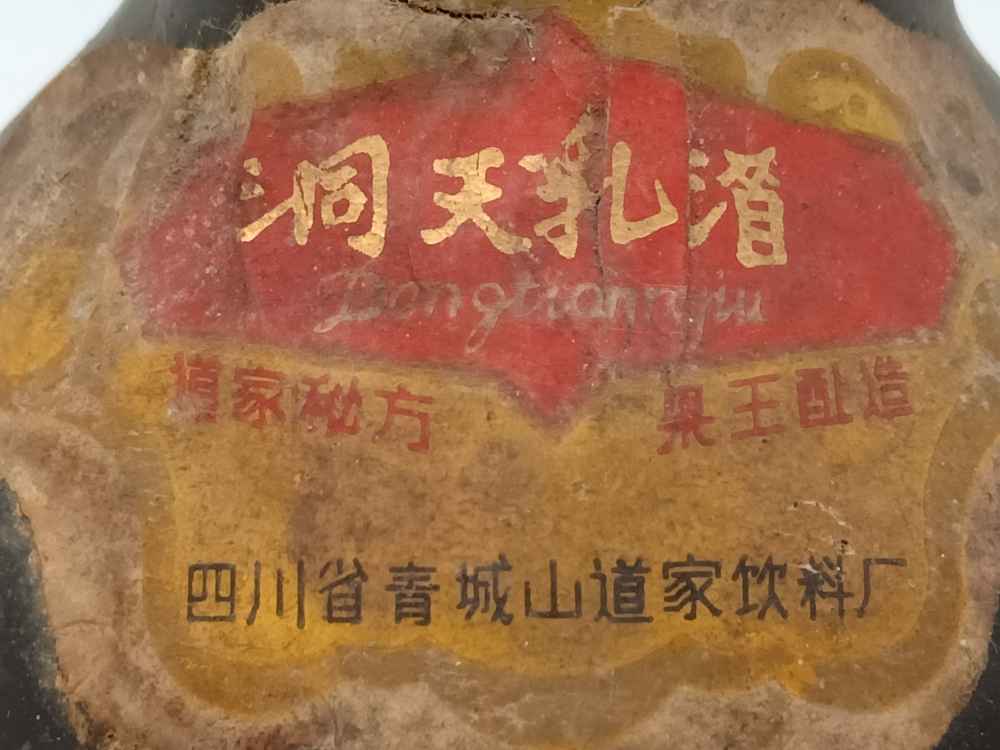 洞天乳酒
Dongtianrujiu
道家秘方 果王酿造
四川省青城山道家饮料厂